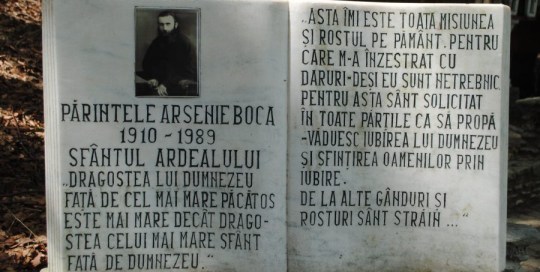 PĂRINTELE ARSENIE BOCA
1910 - 1989
SFÂNTUL ARDEALULUI
„DRAGOSTEA LUI DUMNEZEU
FAȚĂ DE CEL MAI MARE PĂCĂTOS
ESTE MAI MARE DECÂT DRAGO-
STEA CELUI MAI MARE SFÂNT
FAȚĂ DE DUMNEZEU.”
„ASTA ÎMI ESTE TOATĂ MISIUNEA
ȘI ROSTUL PE PĂMÂNT, PENTRU
CARE M-A ÎNZESTRAT CU
DARURI-DEȘI EU SUNT NETREBNIC.
PENTRU ASTA SÂNT SOLICITAT
ÎN TOATE PĂRȚILE CA SĂ PROPĂ
-VĂDUESC IUBIREA LUI DUMNEZEU
ȘI SFINȚIREA OAMENILOR PRIN
IUBIRE.
DE LA ALTE GÂNDURI ȘI
ROSTURI SÂNT STRĂIN ...”